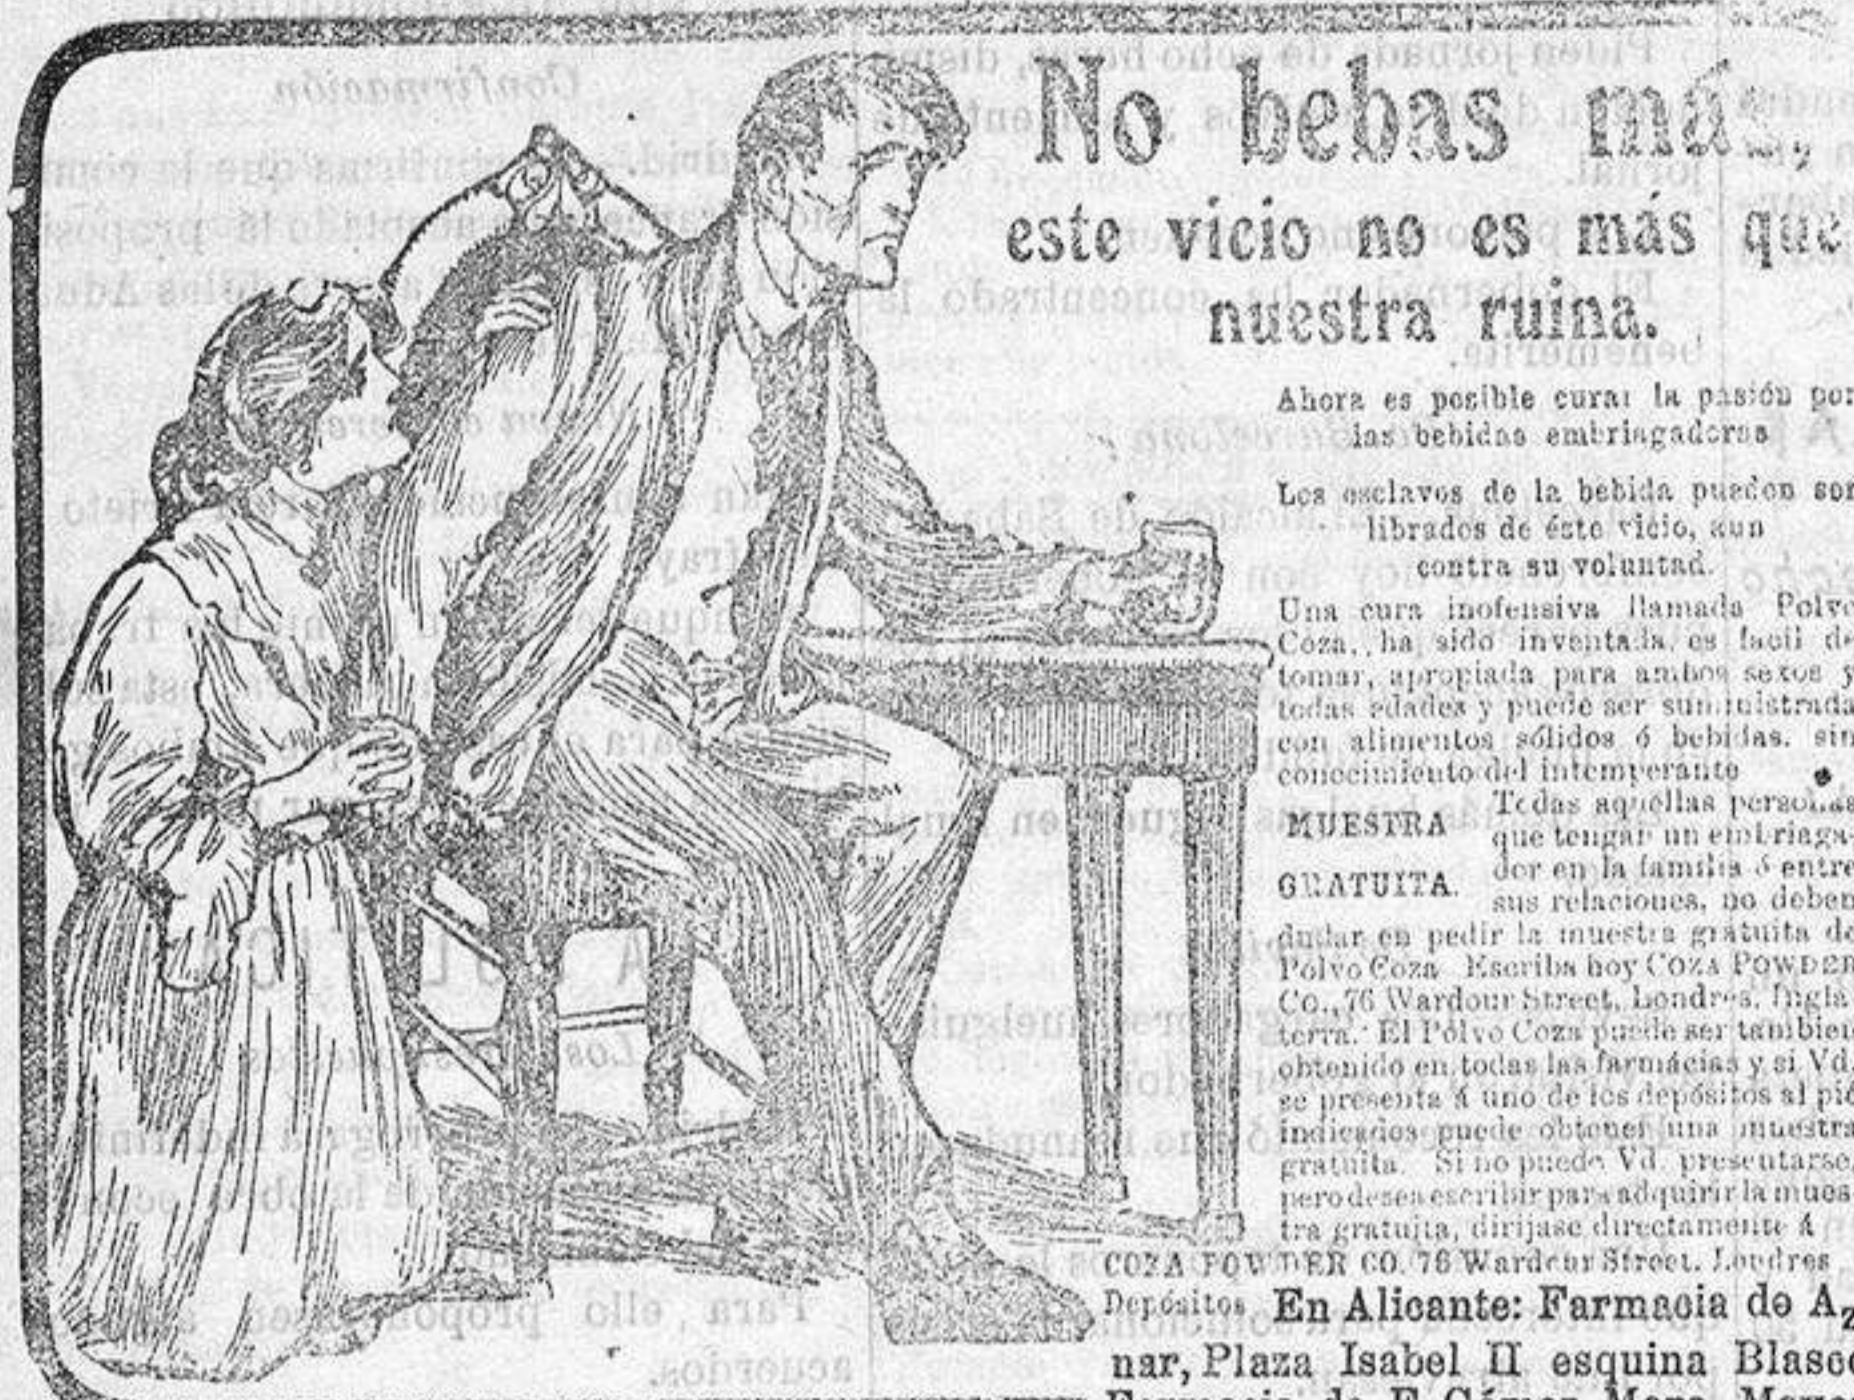 No bebas más,
este vicio no es más que
nuestra ruina.
Ahora es posible curar la pasión por
las bebidas embriagadoras
Los esclavos de la bebida pueden ser
librados de éste vicio, aun
contra su voluntad.
Una cura inofensiva llamada Polvo
Coza, ha sido inventada, es facil de
tomar, apropiada para ambos sexos y
todas edades y puede ser suministrada
con alimentos sólidos ó bebidas, sin
conocimiento del intemperante
MUESTRA
GRATUITA.
Todas aquellas personas
que tengan un embriaga-
dor en la familia ó entre
sus relaciones, no deben
dudar en pedir la muestra gratuita de
Polvo Coza Escriba hoy COZA POWDER
Co., 76 Wardour Street, Londres, Ingla-
terra. El Pólvo Coza puede ser tambien
obtenido en todas las farmácias y si Vd.
se presenta á uno de los depósitos al pié
indicados puede obtener una muestra
gratuita. Si no puede Vd. presentarse,
pero desea escribir para adquirir la mues-
tra gratuita, dirijase directamente á
COZA POWDER CO. 76 Wardour Street. Londres
Depósitos En Alicante: Farmacia de Az
nar, Plaza Isabel II esquina Blasco
Farmacia de F. Gómez